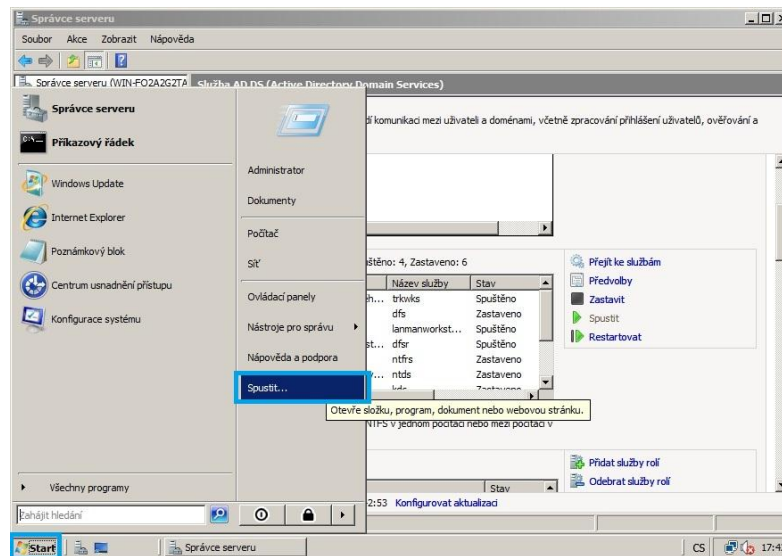 Správce serveru
Soubor Akce Zobrazit Nápověda
Správce serveru (WIN-FO2A2G2TA
Služba AD DS (Active Directory Domain Services)
dí komunikaci mezi uživateli a doménami, včetně zpracování přihlášení uživatelů, ověřování a
Správce serveru
Příkazový řádek
Windows Update
Internet Explorer
Poznámkový blok
Centrum usnadnění přístupu
Konfigurace systému
Všechny programy
Zahájit hledání
Administrator
Dokumenty
Počítač
Síť
Ovládací panely
Nástroje pro správu
Nápověda a podpora
Spustit...
Otevře složku, program, dokument nebo webovou stránku.
uštěno: 4, Zastaveno: 6
Název služby Stav
trkwks Spuštěno
dfs Zastaveno
lanmanworkst... Spuštěno
dfsr Spuštěno
ntfrs Zastaveno
ntds Zastaveno
kdc Zastaveno
NTFS v jednom počítači nebo mezi počítači v
Přejít ke službám
Předvolby
Zastavit
Spustit
Restartovat
Stav
Přidat služby rolí
Odebrat služby rolí
2:53 Konfigurovat aktualizaci
Start
Správce serveru
CS
17:4